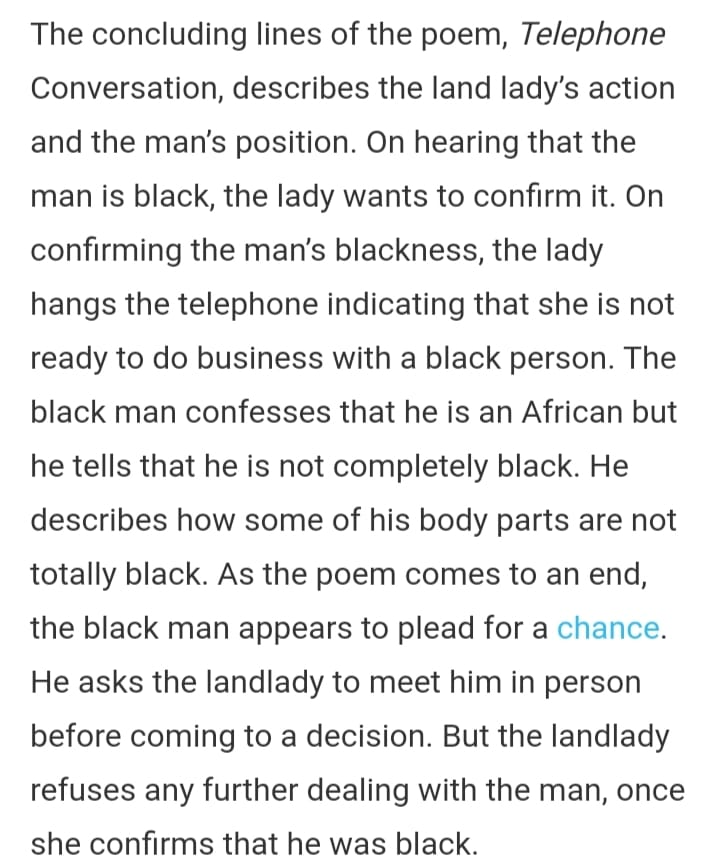 The concluding lines of the poem, Telephone
Conversation, describes the land lady's action
and the man's position. On hearing that the
man is black, the lady wants to confirm it. On
confirming the man's blackness, the lady
hangs the telephone indicating that she is not
ready to do business with a black person. The
black man confesses that he is an African but
he tells that he is not completely black. He
describes how some of his body parts are not
totally black. As the poem comes to an end,
the black man appears to plead for a chance.
He asks the landlady to meet him in person
before coming to a decision. But the landlady
refuses any further dealing with the man, once
she confirms that he was black.